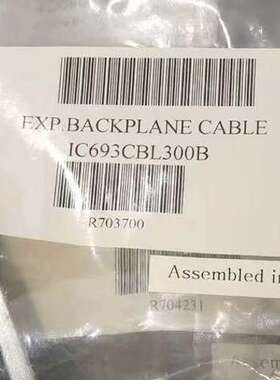 EXP.BACKPLANE CABLE
IC693CBL300B
R703700
Assembled in
R704231